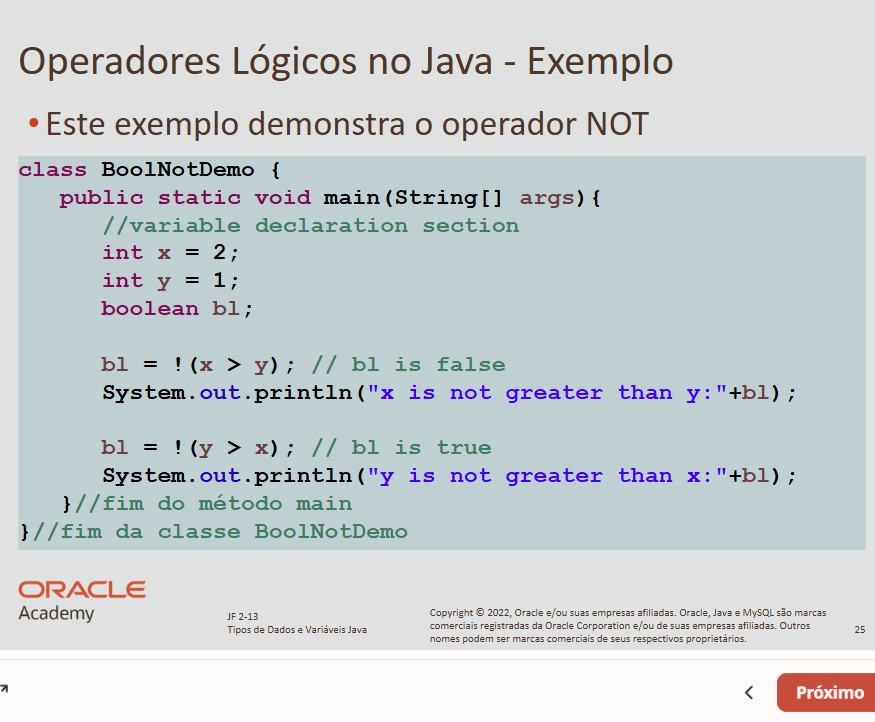 Operadores Lógicos no Java - Exemplo
• Este exemplo demonstra o operador NOT
class BoolNotDemo {
public static void main(String[] args){
//variable declaration section
int x = 2;
int y = 1;
boolean bl;
bl = !(x > y); // bl is false
System.out.println("x is not greater than y:"+bl);
bl = !(y > x); // bl is true
System.out.println("y is not greater than x:"+bl);
}//fim do método main
}//fim da classe BoolNotDemo
ORACLE
Academy
JF 2-13
Tipos de Dados e Variáveis Java
Copyright © 2022, Oracle e/ou suas empresas afiliadas. Oracle, Java e MySQL são marcas
comerciais registradas da Oracle Corporation e/ou de suas empresas afiliadas. Outros
nomes podem ser marcas comerciais de seus respectivos proprietários.
25
Próximo